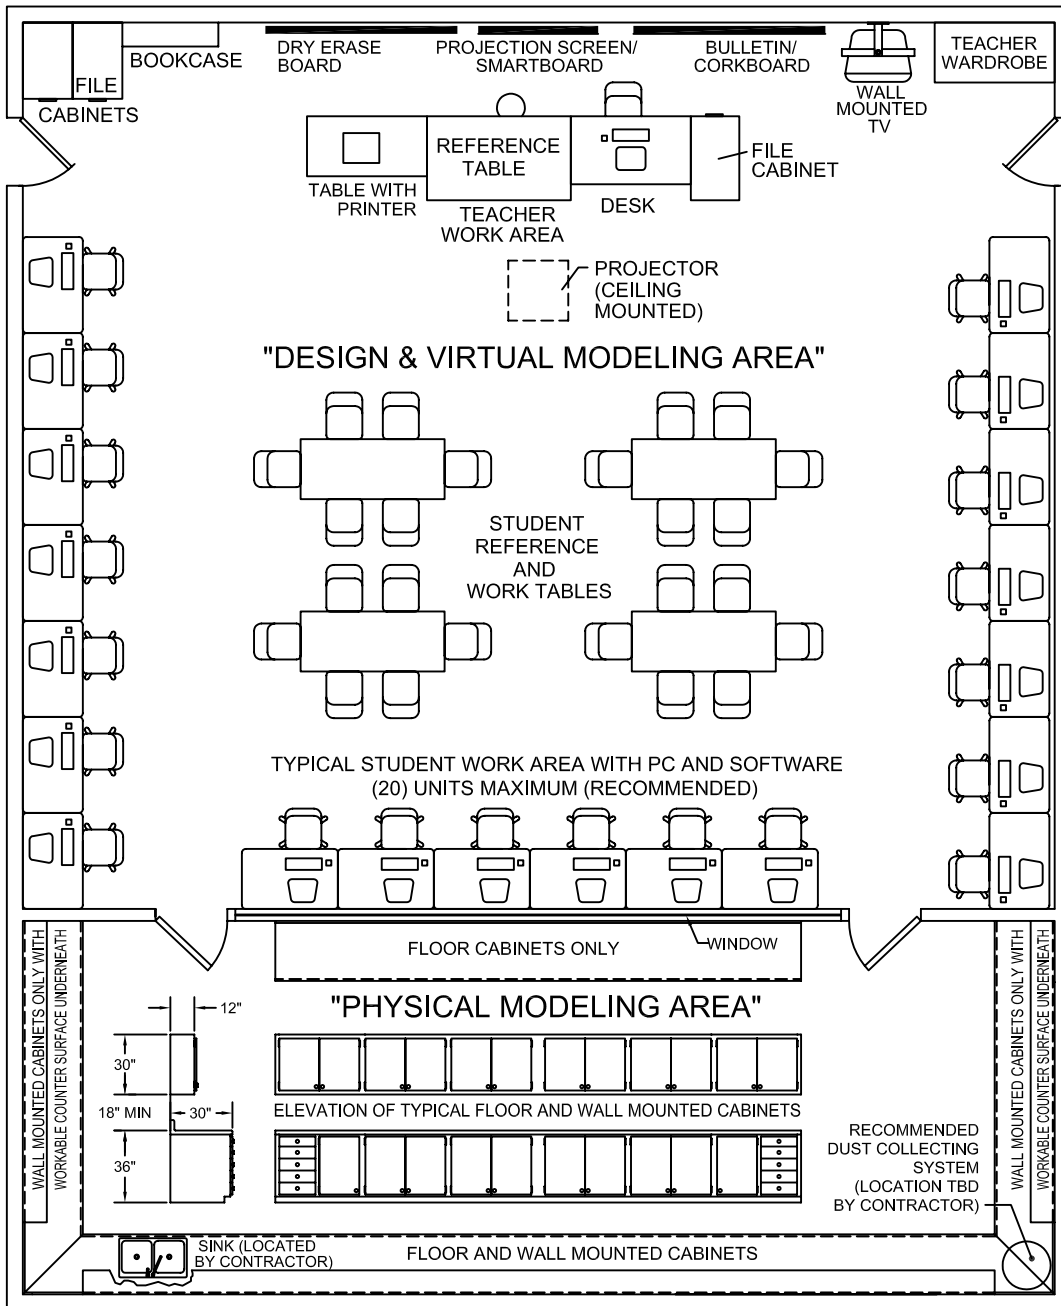 BOOKCASE
FILE
CABINETS
DRY ERASE
BOARD
PROJECTION SCREEN/
SMARTBOARD
BULLETIN/
CORKBOARD
WALL
MOUNTED
TV
TEACHER
WARDROBE
REFERENCE
TABLE
FILE
CABINET
TABLE WITH
PRINTER
TEACHER
WORK AREA
DESK
PROJECTOR
(CEILING
MOUNTED)
"DESIGN & VIRTUAL MODELING AREA"
STUDENT
REFERENCE
AND
WORK TABLES
TYPICAL STUDENT WORK AREA WITH PC AND SOFTWARE
(20) UNITS MAXIMUM (RECOMMENDED)
WALL MOUNTED CABINETS ONLY WITH
WORKABLE COUNTER SURFACE UNDERNEATH
FLOOR CABINETS ONLY
WINDOW
WALL MOUNTED CABINETS ONLY WITH
WORKABLE COUNTER SURFACE UNDERNEATH
"PHYSICAL MODELING AREA"
12"
30"
18" MIN
30"
36"
ELEVATION OF TYPICAL FLOOR AND WALL MOUNTED CABINETS
RECOMMENDED
DUST COLLECTING
SYSTEM
(LOCATION TBD
BY CONTRACTOR)
SINK (LOCATED
BY CONTRACTOR)
FLOOR AND WALL MOUNTED CABINETS